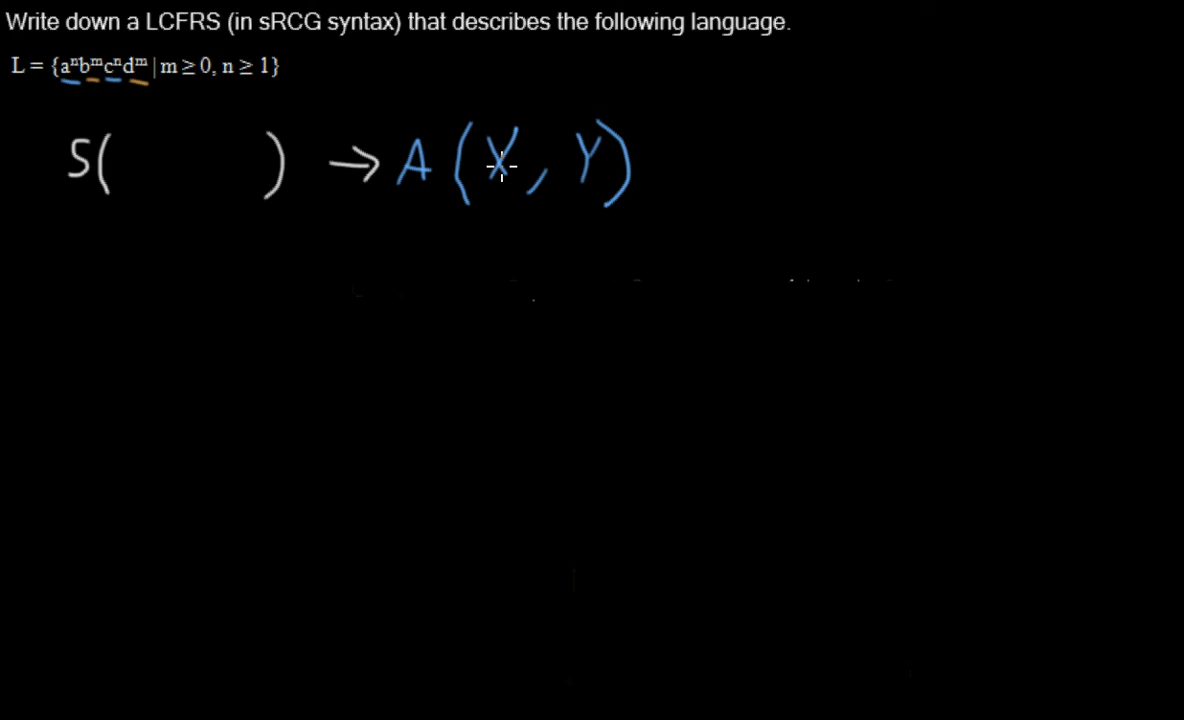 Write down a LCFRS (in sRCG syntax) that describes the following language.
L = {aⁿbᵐcⁿdᵐ | m ≥ 0, n ≥ 1}
S( ) → A (X, Y)